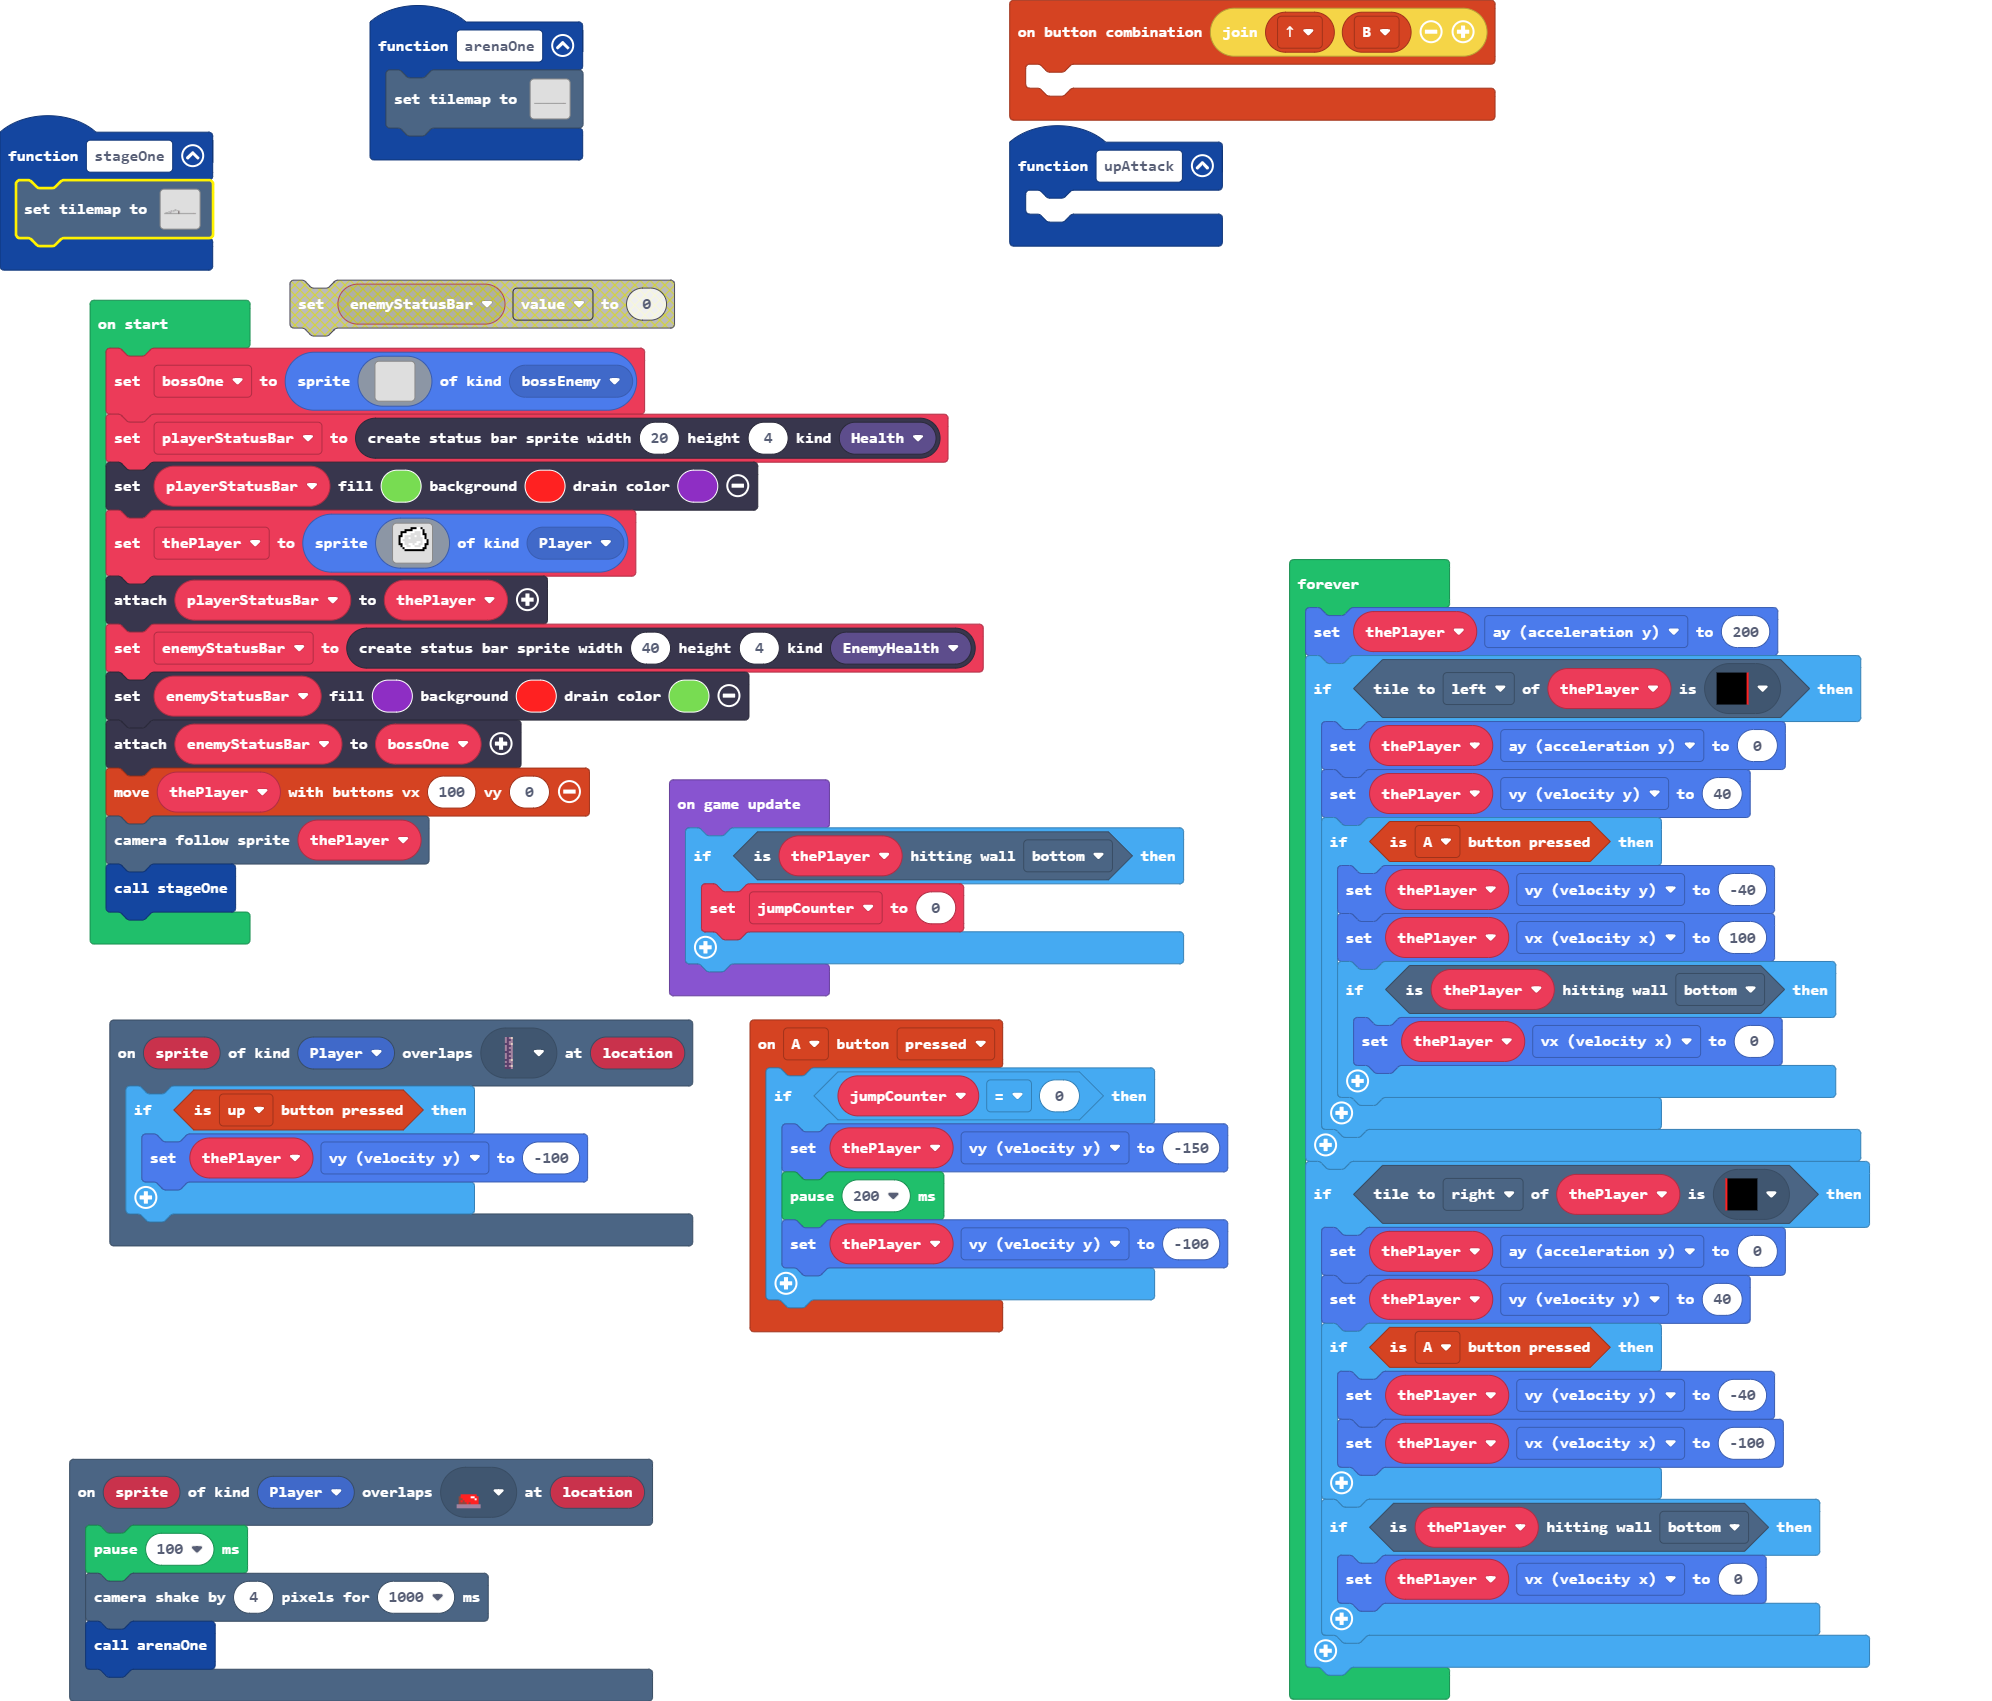 function arenaOne
set tilemap to
on button combination join ↑ B
function stageOne
set tilemap to
function upAttack
set enemyStatusBar value to 0
on start
set bossOne to sprite of kind bossEnemy
set playerStatusBar to create status bar sprite width 20 height 4 kind Health
set playerStatusBar fill background drain color
set thePlayer to sprite of kind Player
attach playerStatusBar to thePlayer
set enemyStatusBar to create status bar sprite width 40 height 4 kind EnemyHealth
set enemyStatusBar fill background drain color
attach enemyStatusBar to bossOne
move thePlayer with buttons vx 100 vy 0
camera follow sprite thePlayer
call stageOne
on game update
if is thePlayer hitting wall bottom then
set jumpCounter to 0
on sprite of kind Player overlaps at location
if is up button pressed then
set thePlayer vy (velocity y) to -100
on A button pressed
if jumpCounter = 0 then
set thePlayer vy (velocity y) to -150
pause 200 ms
set thePlayer vy (velocity y) to -100
on sprite of kind Player overlaps at location
pause 100 ms
camera shake by 4 pixels for 1000 ms
call arenaOne
forever
set thePlayer ay (acceleration y) to 200
if tile to left of thePlayer is then
set thePlayer ay (acceleration y) to 0
set thePlayer vy (velocity y) to 40
if is A button pressed then
set thePlayer vy (velocity y) to -40
set thePlayer vx (velocity x) to 100
if is thePlayer hitting wall bottom then
set thePlayer vx (velocity x) to 0
if tile to right of thePlayer is then
set thePlayer ay (acceleration y) to 0
set thePlayer vy (velocity y) to 40
if is A button pressed then
set thePlayer vy (velocity y) to -40
set thePlayer vx (velocity x) to -100
if is thePlayer hitting wall bottom then
set thePlayer vx (velocity x) to 0